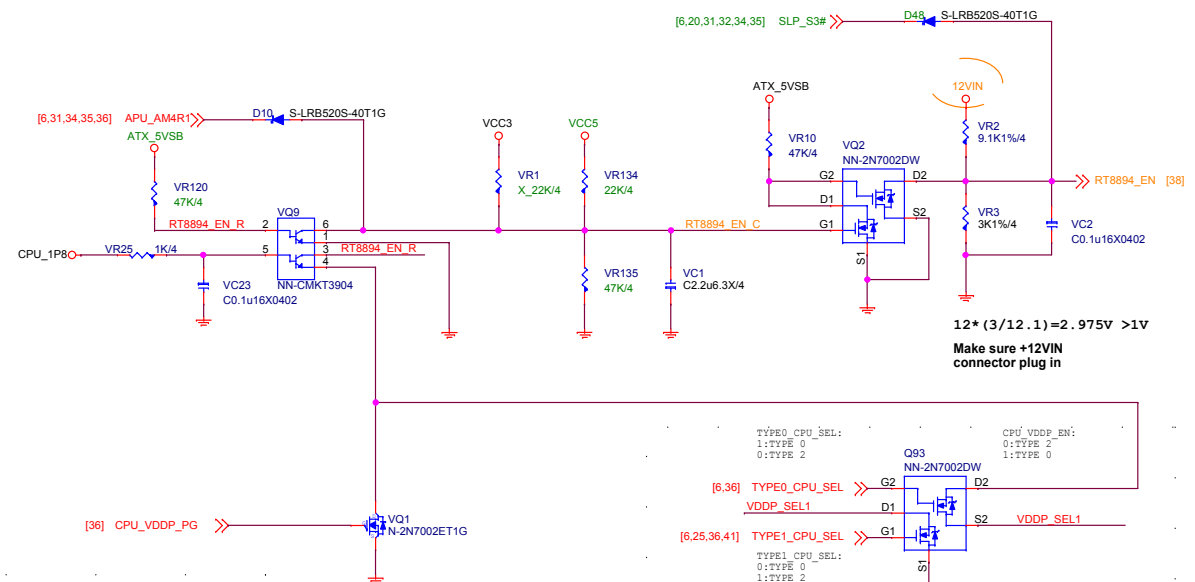 [6,20,31,32,34,35] SLP_S3#
D48
S-LRB520S-40T1G
[6,31,34,35,36] APU_AM4R1
D10
S-LRB520S-40T1G
ATX_5VSB
VR120
47K/4
RT8894_EN_R
VQ9
2
6
1
5
3
4
RT8894_EN_R
CPU_1P8
VR25
1K/4
NN-CMKT3904
VC23
C0.1u16X0402
VCC3
VR1
X_22K/4
VCC5
VR134
22K/4
VR135
47K/4
RT8894_EN_C
VC1
C2.2u6.3X/4
ATX_5VSB
VR10
47K/4
VQ2
NN-2N7002DW
G2
D2
D1
S2
G1
S1
12VIN
VR2
9.1K1%/4
VR3
3K1%/4
RT8894_EN [38]
VC2
C0.1u16X0402
12*(3/12.1)=2.975V >1V
Make sure +12VIN
connector plug in
TYPE0_CPU_SEL:
1:TYPE 0
0:TYPE 2
CPU_VDDP_EN:
0:TYPE 2
1:TYPE 0
Q93
NN-2N7002DW
[6,36] TYPE0_CPU_SEL
G2
D2
VDDP_SEL1
D1
S2
VDDP_SEL1
[6,25,36,41] TYPE1_CPU_SEL
G1
S1
TYPE1_CPU_SEL:
0:TYPE 0
1:TYPE 2
[36] CPU_VDDP_PG
VQ1
N-2N7002ET1G